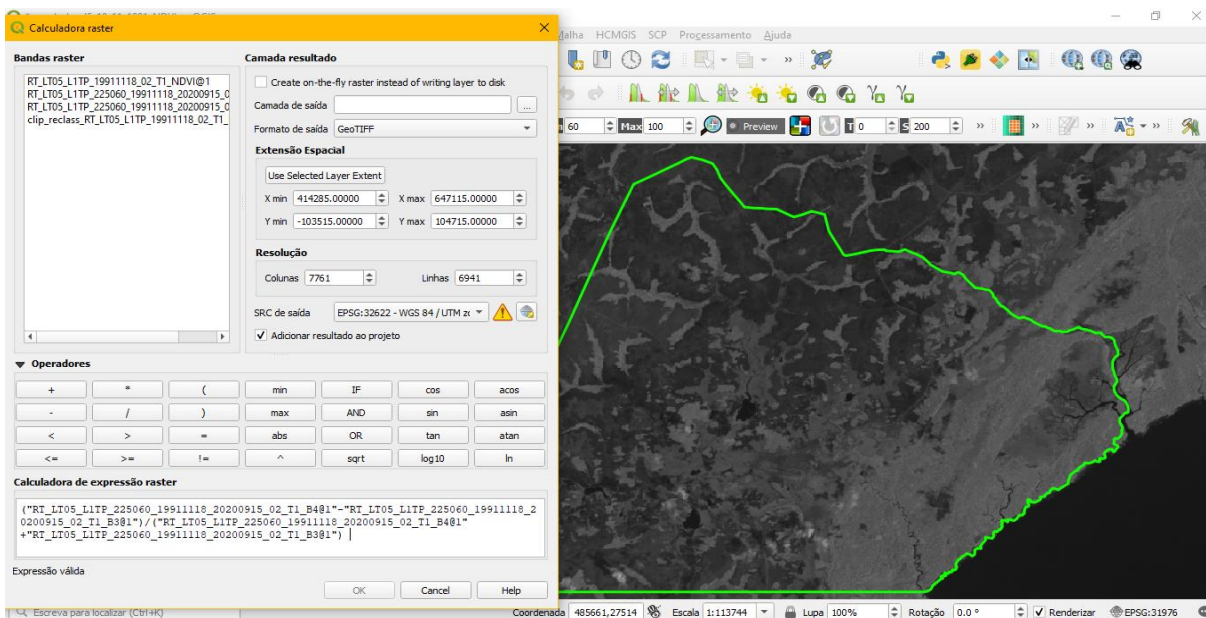 Calculadora raster
Malha HCMGIS SCP Processamento Ajuda
Bandas raster
RT_LT05_L1TP_19911118_02_T1_NDVI@1
RT_LT05_L1TP_225060_19911118_20200915_0
RT_LT05_L1TP_225060_19911118_20200915_0
clip_reclass_RT_LT05_L1TP_19911118_02_T1_
Camada resultado
Create on-the-fly raster instead of writing layer to disk
Camada de saída ...
Formato de saída GeoTIFF
Extensão Espacial
Use Selected Layer Extent
X min 414285.00000 X max 647115.00000
Y min -103515.00000 Y max 104715.00000
Resolução
Colunas 7761 Linhas 6941
SRC de saída EPSG:32622 - WGS 84 / UTM zc
Adicionar resultado ao projeto
60 Max 100 Preview T 0 S 200
Operadores
+ * ( min IF cos acos
- / ) max AND sin asin
< > = abs OR tan atan
<= >= != ^ sqrt log10 ln
Calculadora de expressão raster
("RT_LT05_L1TP_225060_19911118_20200915_02_T1_B4@1"-"RT_LT05_L1TP_225060_19911118_2
0200915_02_T1_B3@1")/("RT_LT05_L1TP_225060_19911118_20200915_02_T1_B4@1"
+"RT_LT05_L1TP_225060_19911118_20200915_02_T1_B3@1")
Expressão válida
OK Cancel Help
Escreva para localizar (Ctrl+K) Coordenada 485661,27514 Escala 1:113744 Lupa 100% Rotação 0.0 ° Renderizar EPSG:31976